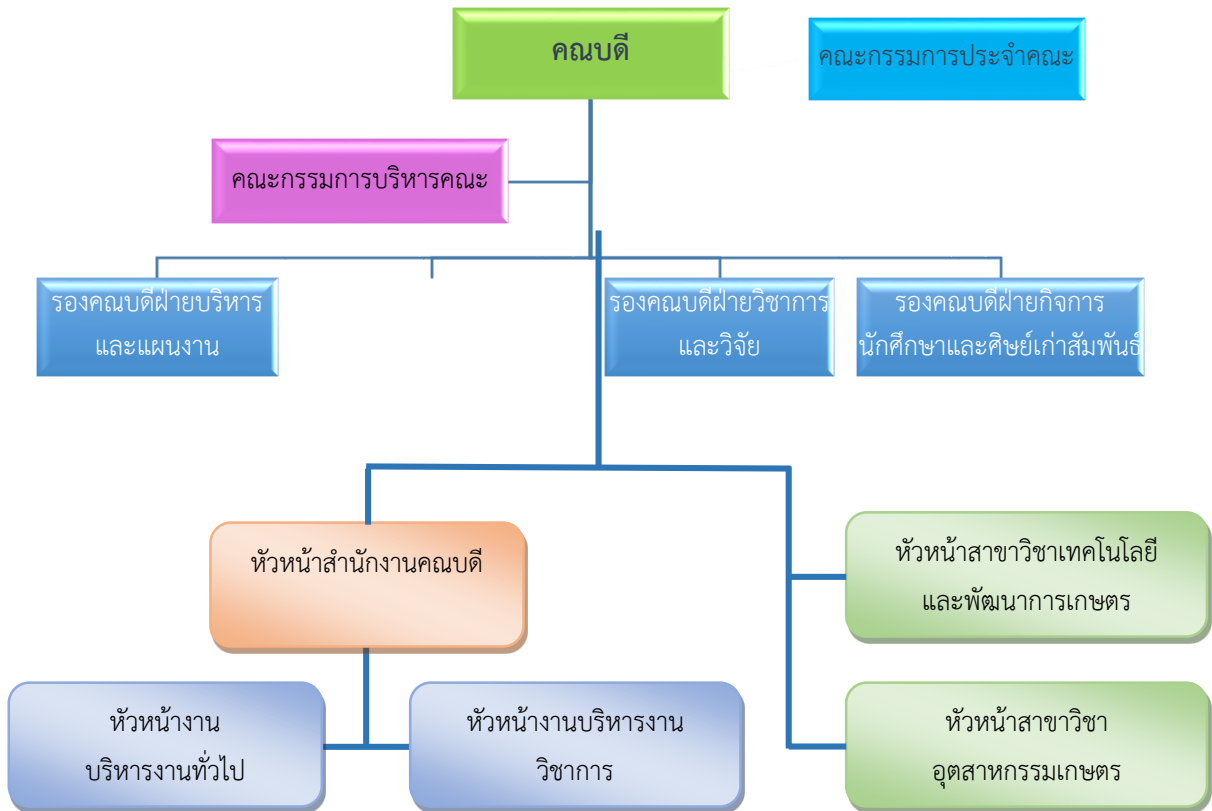 คณบดี
คณะกรรมการประจำคณะ
คณะกรรมการบริหารคณะ
รองคณบดีฝ่ายบริหาร
และแผนงาน
รองคณบดีฝ่ายวิชาการ
และวิจัย
รองคณบดีฝ่ายกิจการ
นักศึกษาและศิษย์เก่าสัมพันธ์
หัวหน้าสำนักงานคณบดี
หัวหน้าสาขาวิชาเทคโนโลยี
และพัฒนาการเกษตร
หัวหน้างาน
บริหารงานทั่วไป
หัวหน้างานบริหารงาน
วิชาการ
หัวหน้าสาขาวิชา
อุตสาหกรรมเกษตร